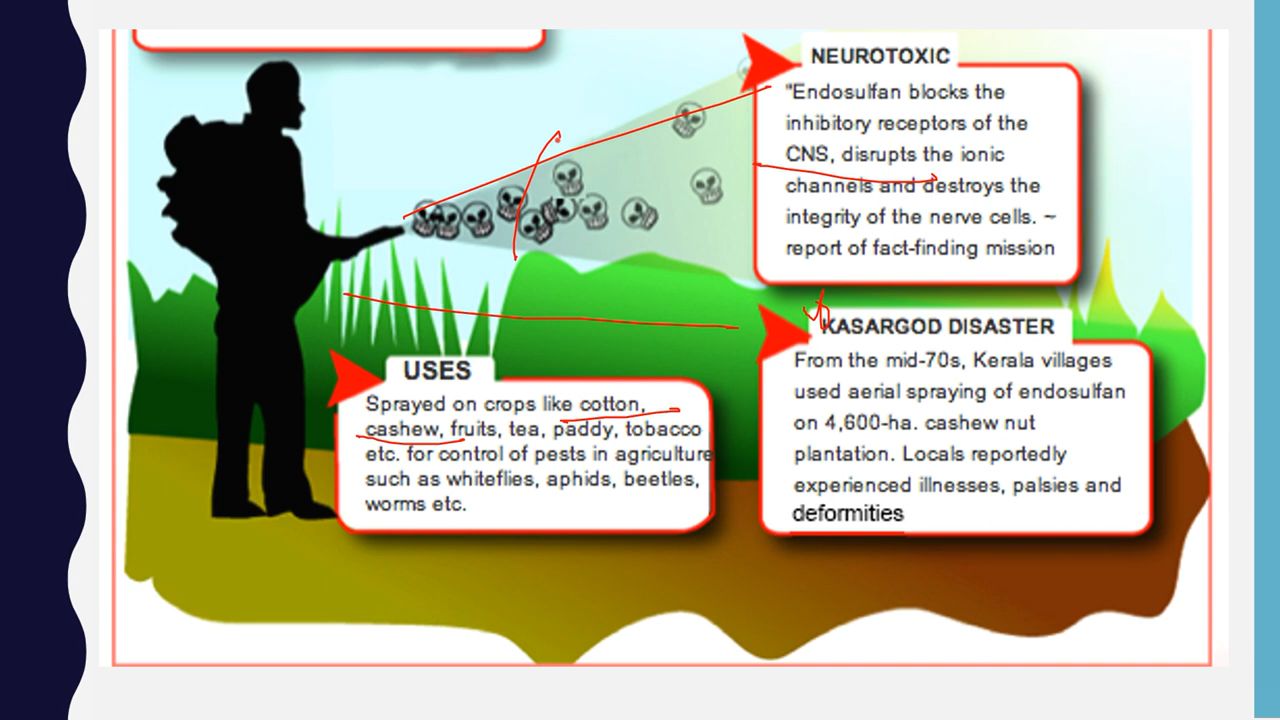 NEUROTOXIC
"Endosulfan blocks the
inhibitory receptors of the
CNS, disrupts the ionic
channels and destroys the
integrity of the nerve cells. ~
report of fact-finding mission
USES
Sprayed on crops like cotton,
cashew, fruits, tea, paddy, tobacco
etc. for control of pests in agriculture
such as whiteflies, aphids, beetles,
worms etc.
KASARGOD DISASTER
From the mid-70s, Kerala villages
used aerial spraying of endosulfan
on 4,600-ha. cashew nut
plantation. Locals reportedly
experienced illnesses, palsies and
deformities